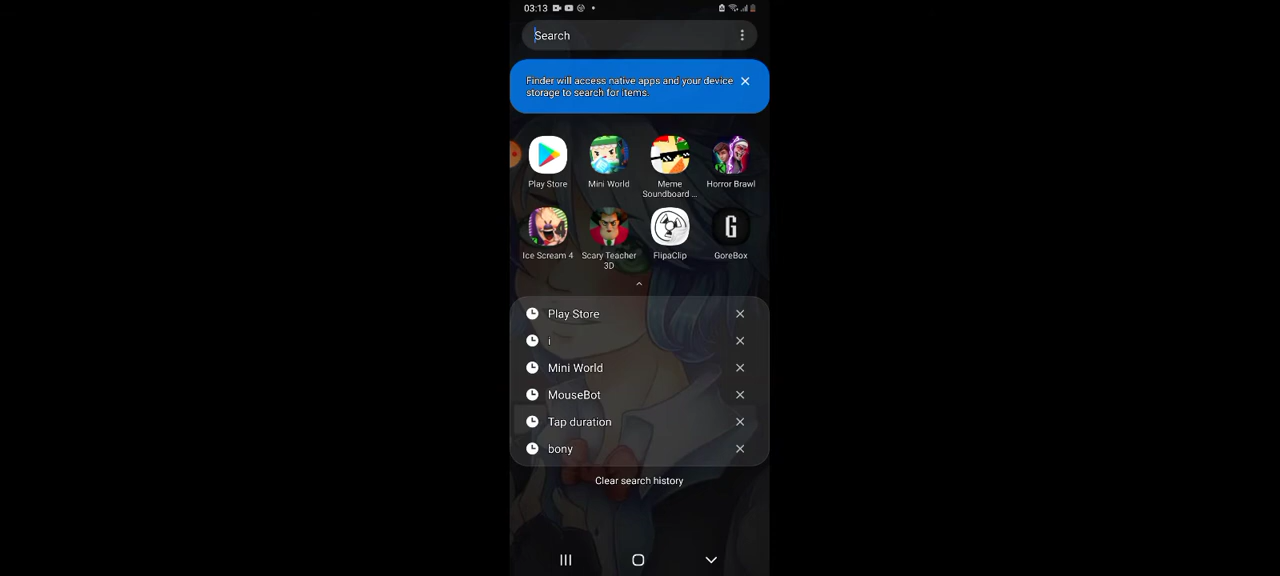 03:13
Search
Finder will access native apps and your device
storage to search for items.
Play Store
Mini World
Meme
Soundboard ...
Horror Brawl
Ice Scream 4
Scary Teacher
3D
FlipaClip
G
GoreBox
Play Store
i
Mini World
MouseBot
Tap duration
bony
Clear search history